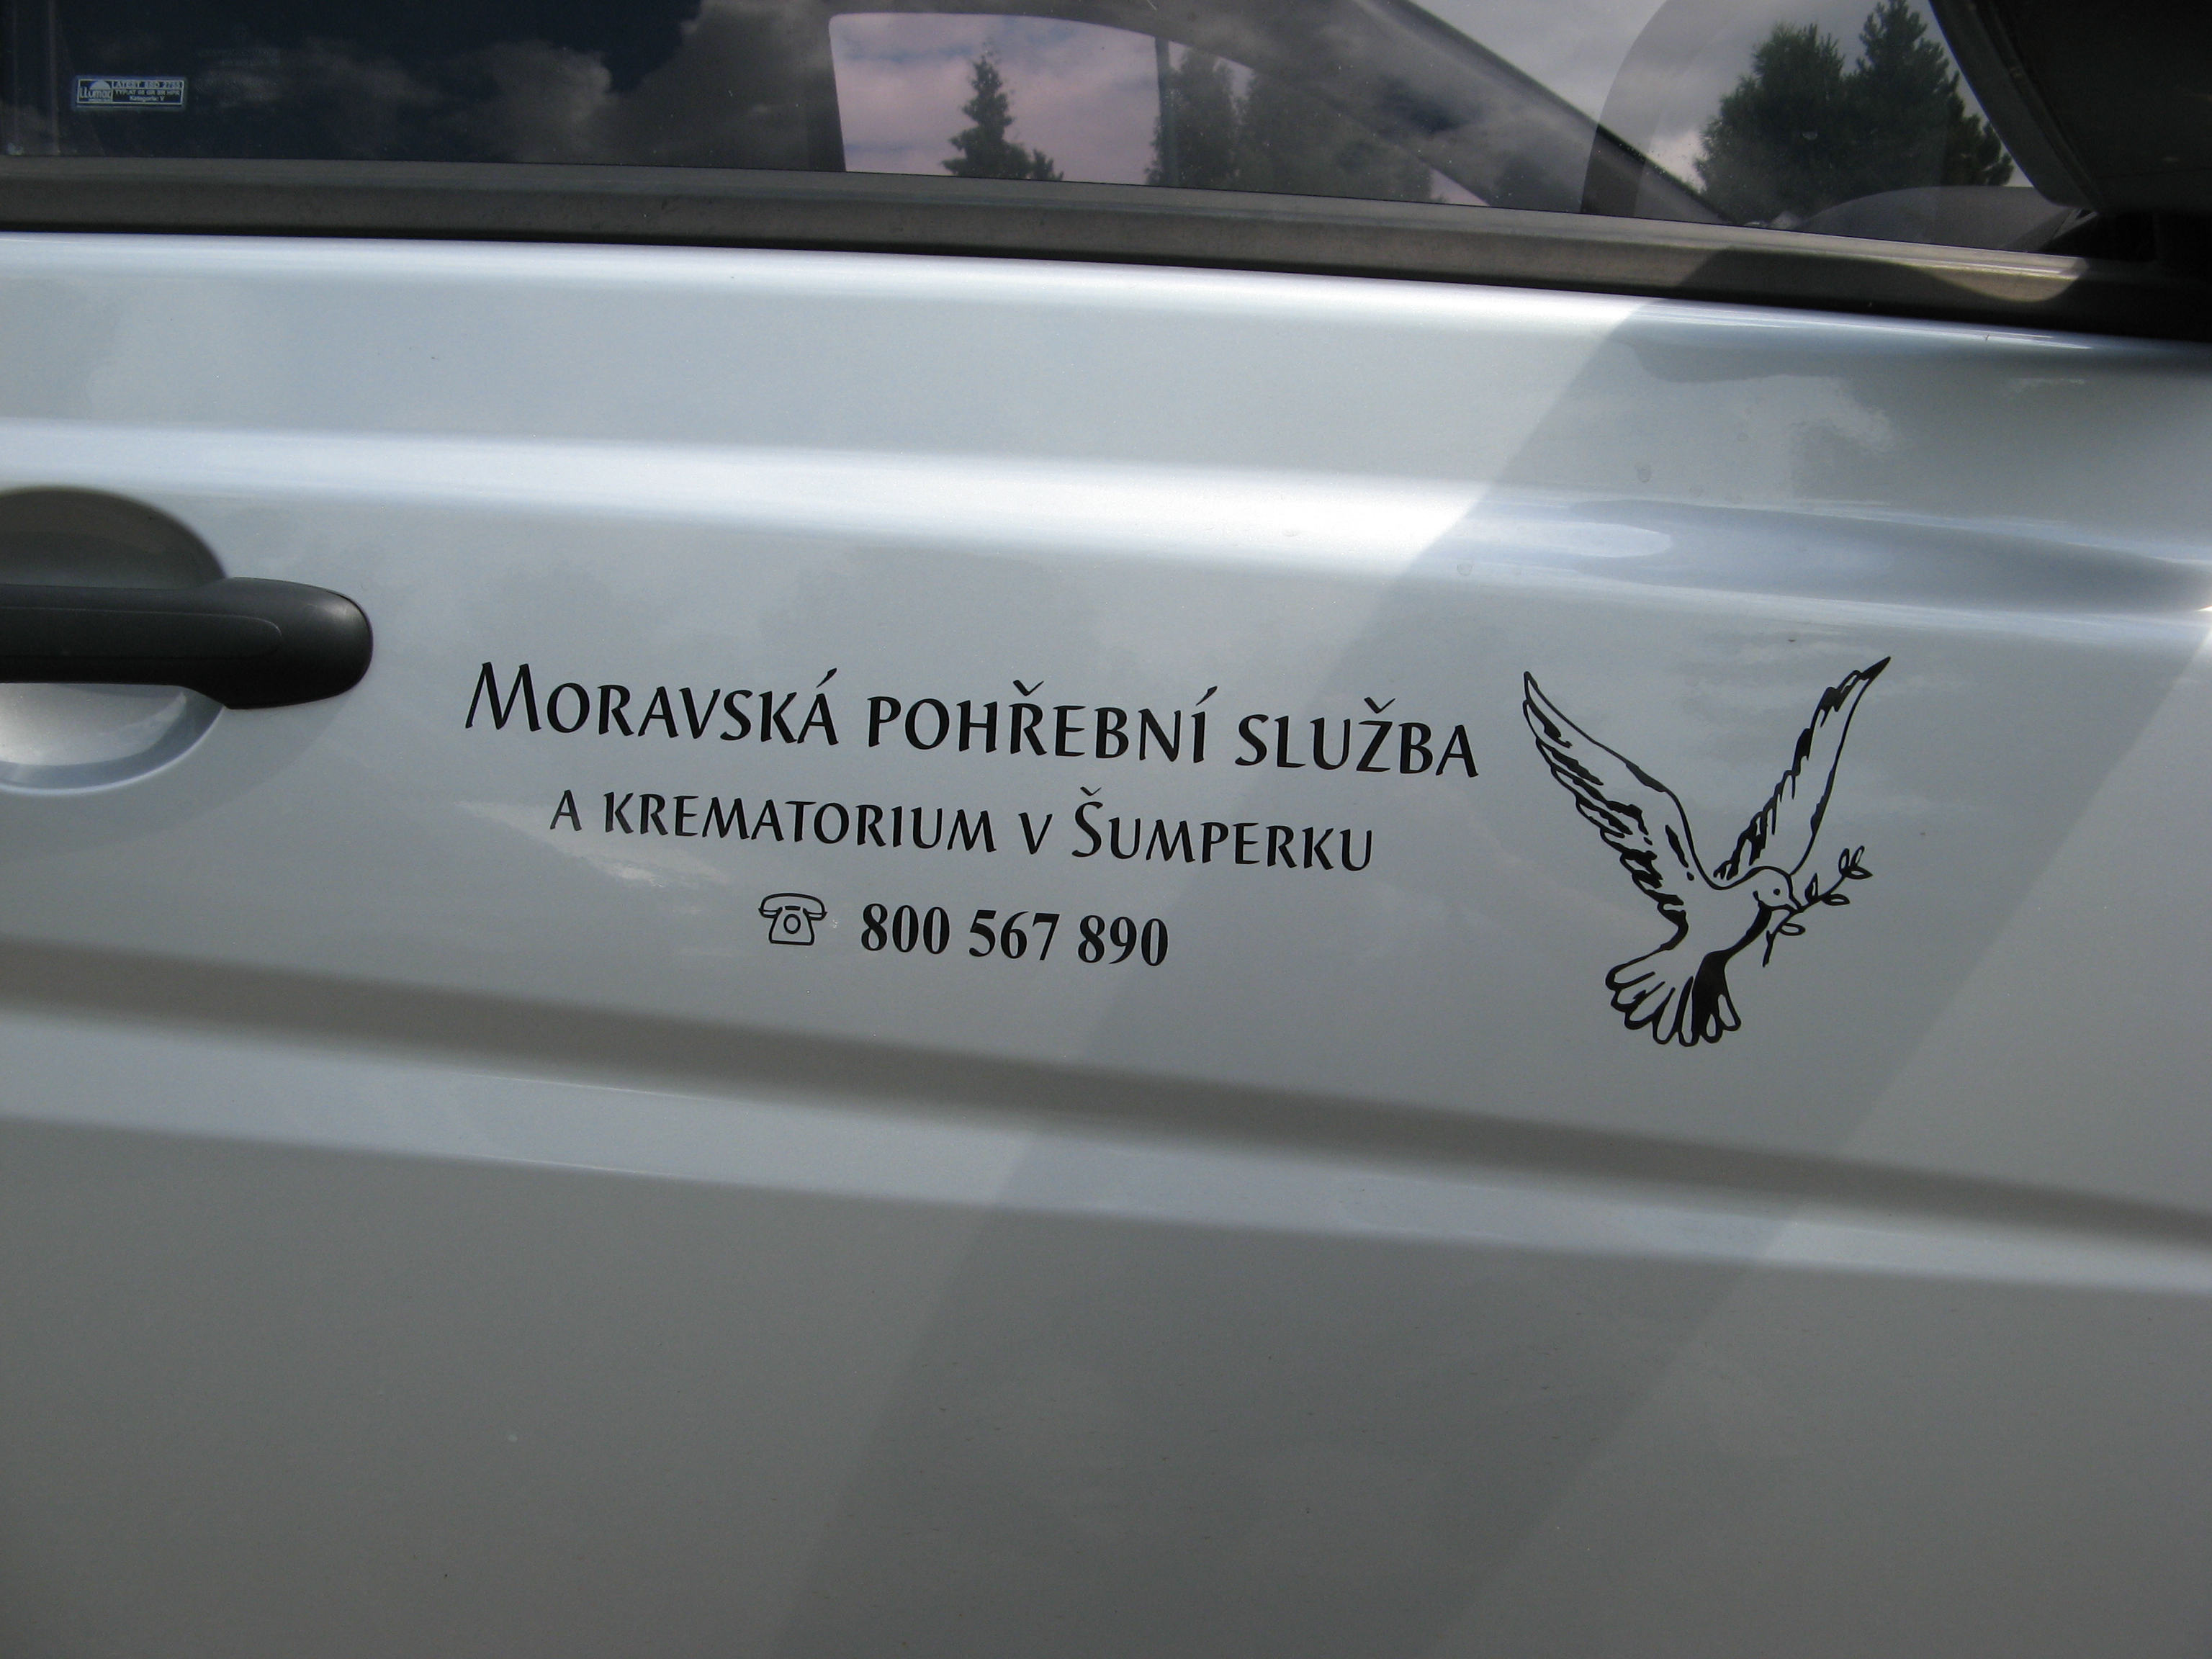 Moravská pohřební služba
a krematorium v Šumperku
☏ 800 567 890